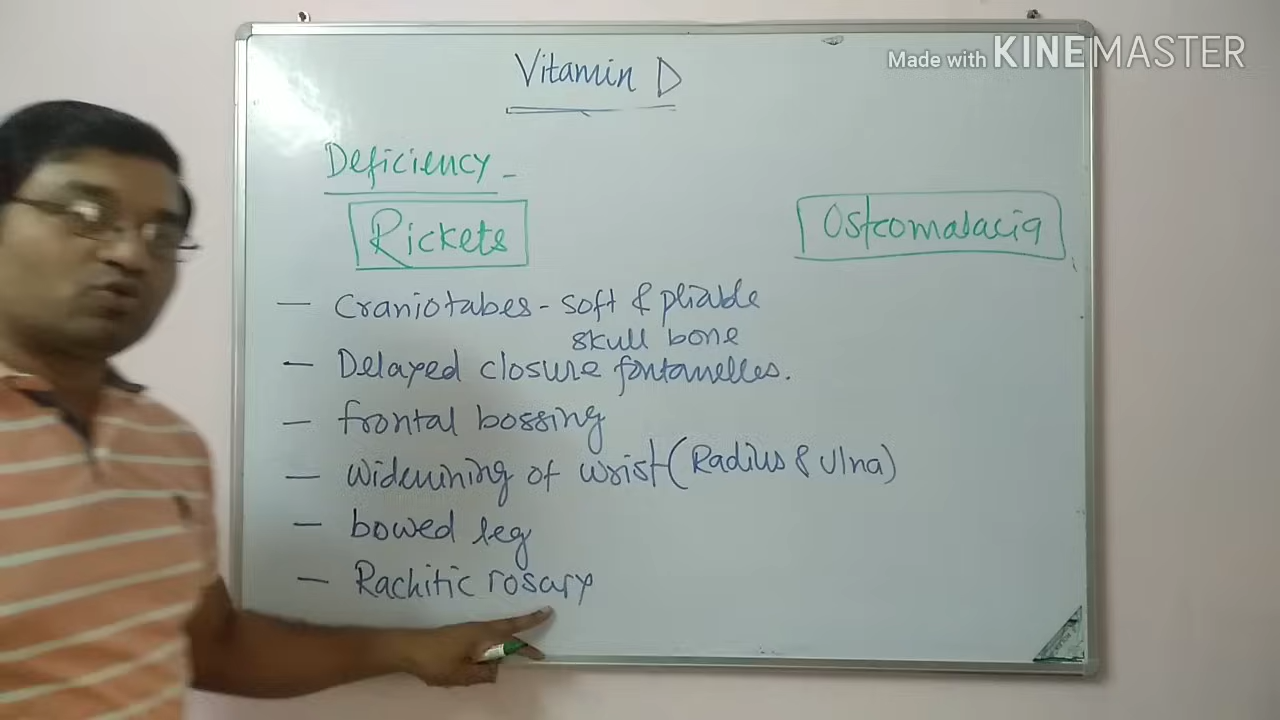 Made with KINEMASTER
Vitamin D
Deficiency -
Rickets
Osteomalacia
– Craniotabes - soft & pliable
skull bone
– Delayed closure fontanelles.
– frontal bossing
– widenining of wrist (Radius & Ulna)
– bowed leg
– Rachitic rosary